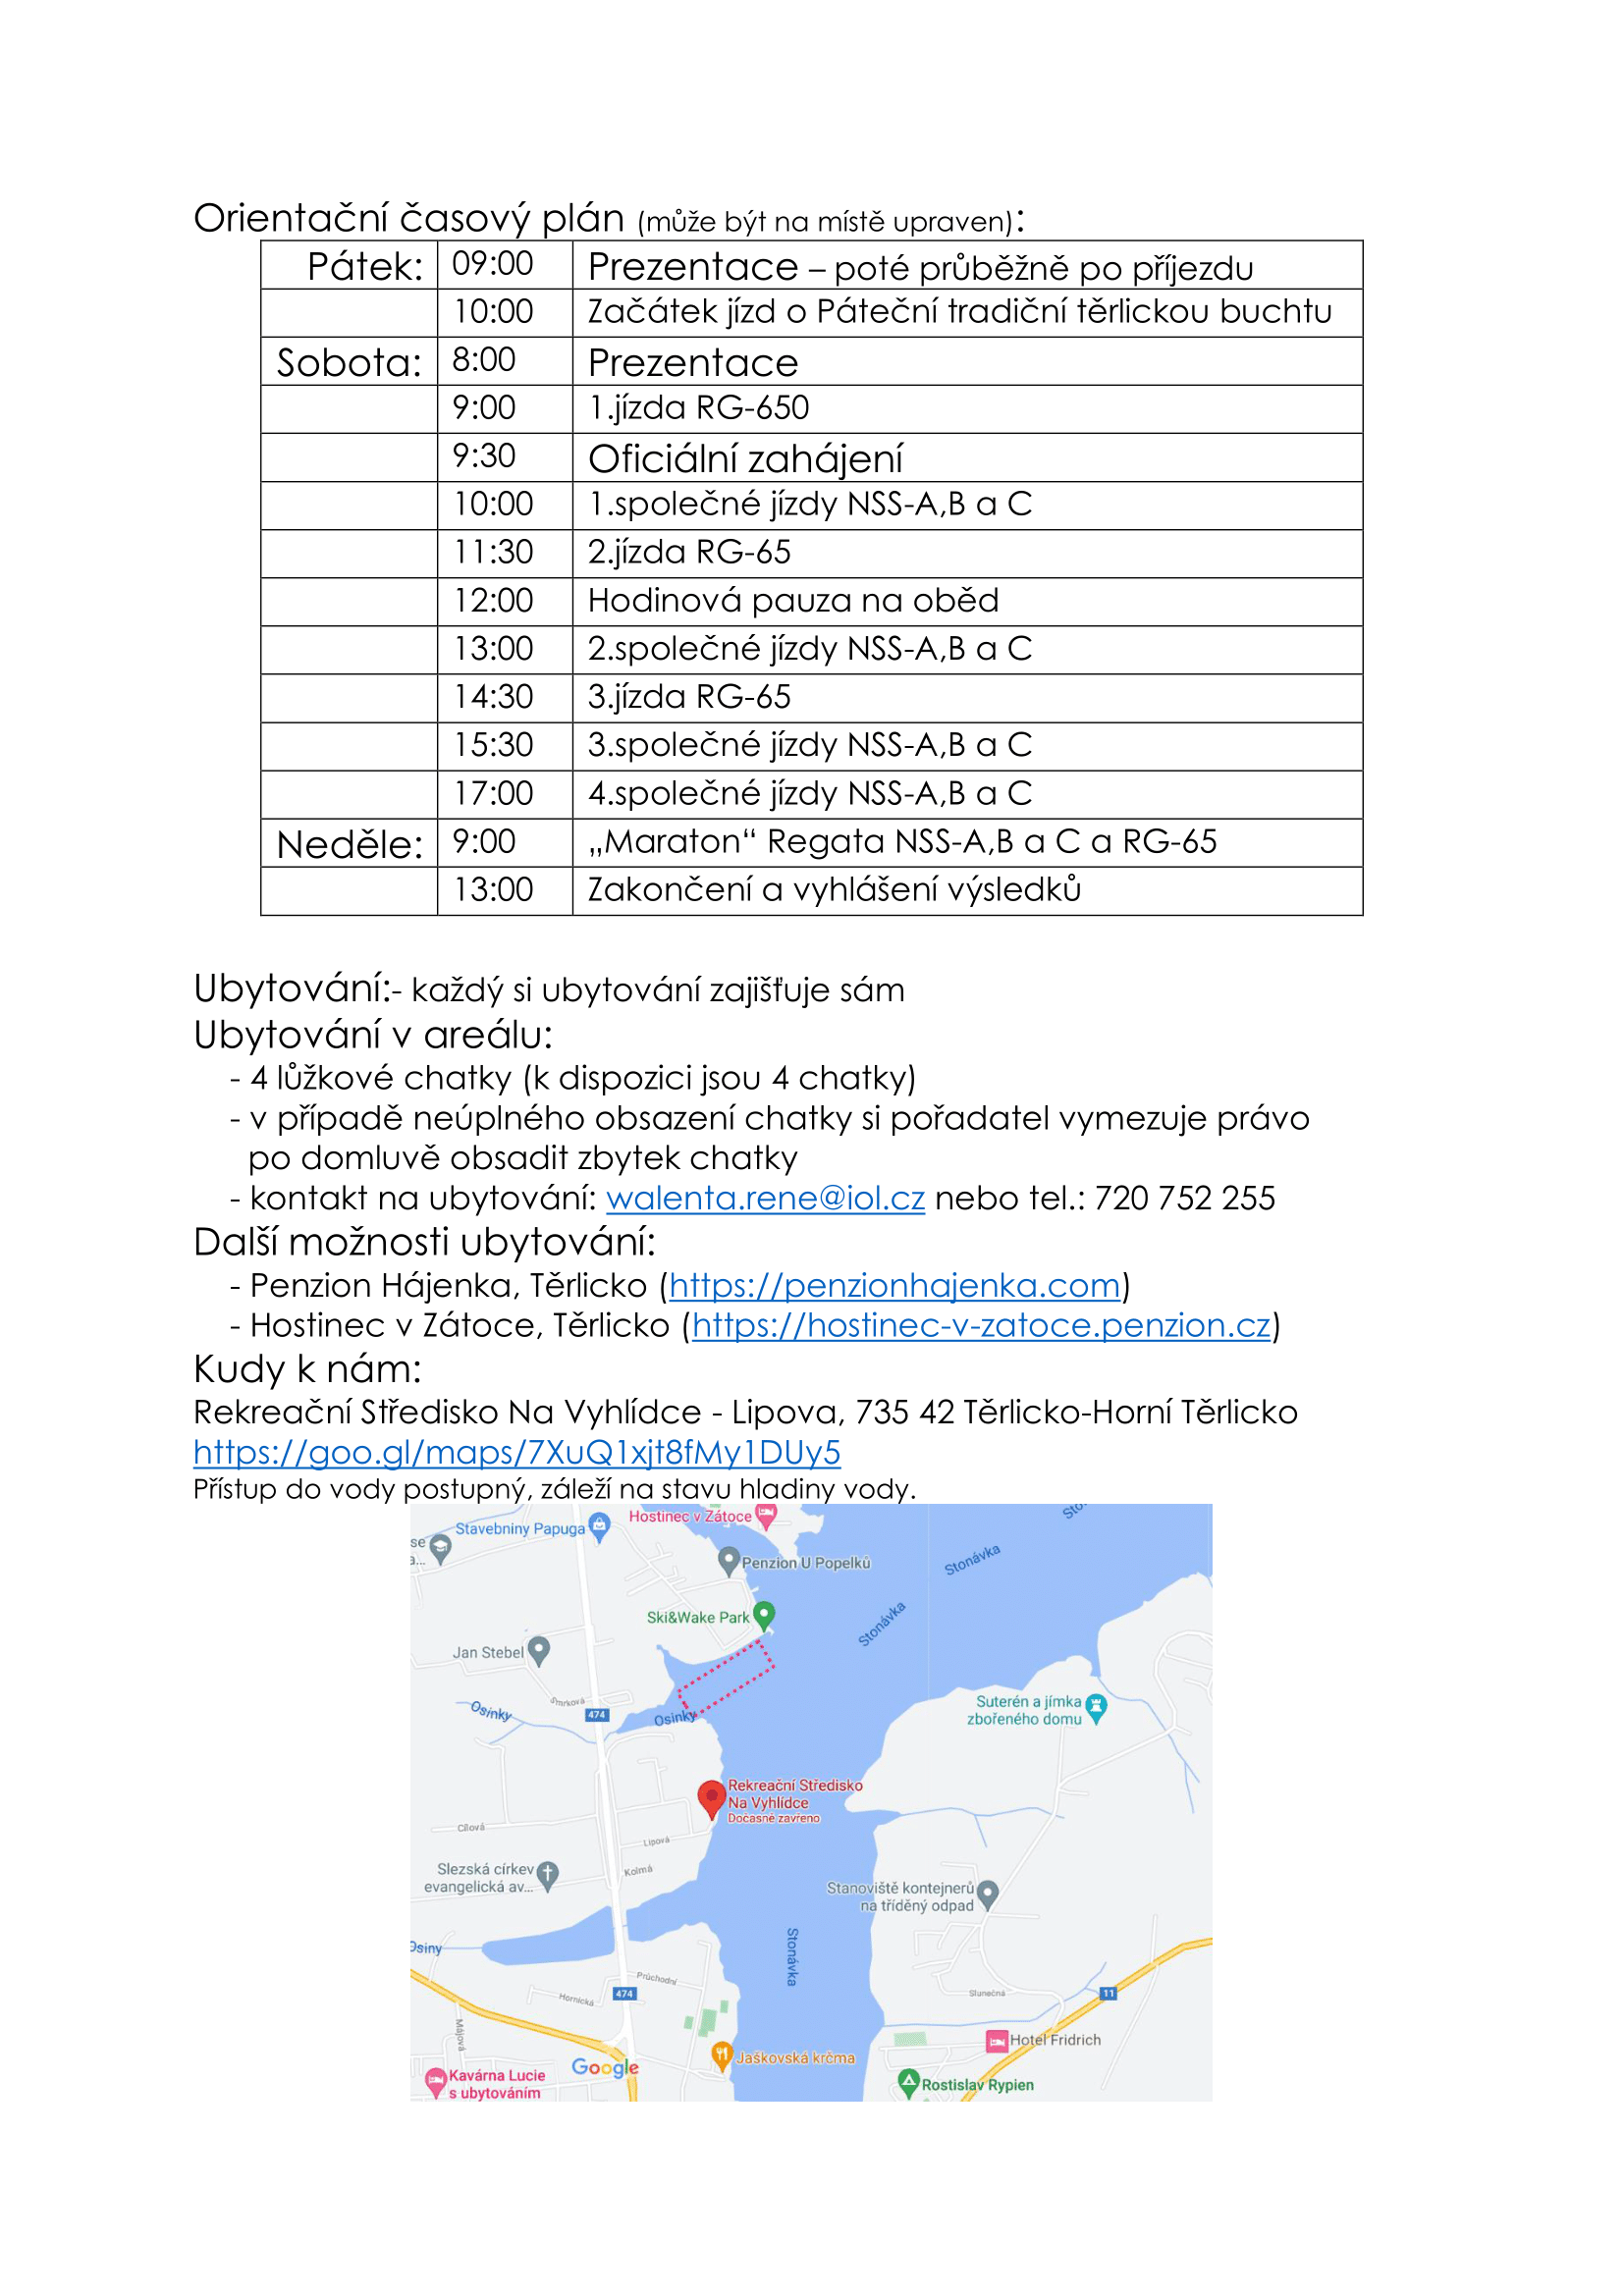 Orientační časový plán (může být na místě upraven):
Pátek: 09:00 Prezentace – poté průběžně po příjezdu
10:00 Začátek jízd o Páteční tradiční těrlickou buchtu
Sobota: 8:00 Prezentace
9:00 1.jízda RG-650
9:30 Oficiální zahájení
10:00 1.společné jízdy NSS-A,B a C
11:30 2.jízda RG-65
12:00 Hodinová pauza na oběd
13:00 2.společné jízdy NSS-A,B a C
14:30 3.jízda RG-65
15:30 3.společné jízdy NSS-A,B a C
17:00 4.společné jízdy NSS-A,B a C
Neděle: 9:00 „Maraton“ Regata NSS-A,B a C a RG-65
13:00 Zakončení a vyhlášení výsledků
Ubytování:- každý si ubytování zajišťuje sám
Ubytování v areálu:
- 4 lůžkové chatky (k dispozici jsou 4 chatky)
- v případě neúplného obsazení chatky si pořadatel vymezuje právo
po domluvě obsadit zbytek chatky
- kontakt na ubytování: walenta.rene@iol.cz nebo tel.: 720 752 255
Další možnosti ubytování:
- Penzion Hájenka, Těrlicko (https://penzionhajenka.com)
- Hostinec v Zátoce, Těrlicko (https://hostinec-v-zatoce.penzion.cz)
Kudy k nám:
Rekreační Středisko Na Vyhlídce - Lipova, 735 42 Těrlicko-Horní Těrlicko
https://goo.gl/maps/7XuQ1xjt8fMy1DUy5
Přístup do vody postupný, záleží na stavu hladiny vody.
Hostinec v Zátoce
Sto
Stavebniny Papuga
se
a...
Penzion U Popelků
Stonávka
Ski&Wake Park
Stonávka
Jan Stebel
Smrková
Osinky
474
Osinky
Suterén a jímka
zbořeného domu
Rekreační Středisko
Na Vyhlídce
Dočasně zavřeno
Cílová
Lipová
Kolmá
Slezská církev
evangelická av...
Stanoviště kontejnerů
na tříděný odpad
Stonávka
Osiny
Průchodní
474
Hornická
Slunečná
11
Májová
Hotel Fridrich
Jaškovská krčma
Google
Kavárna Lucie
s ubytováním
Rostislav Rypien